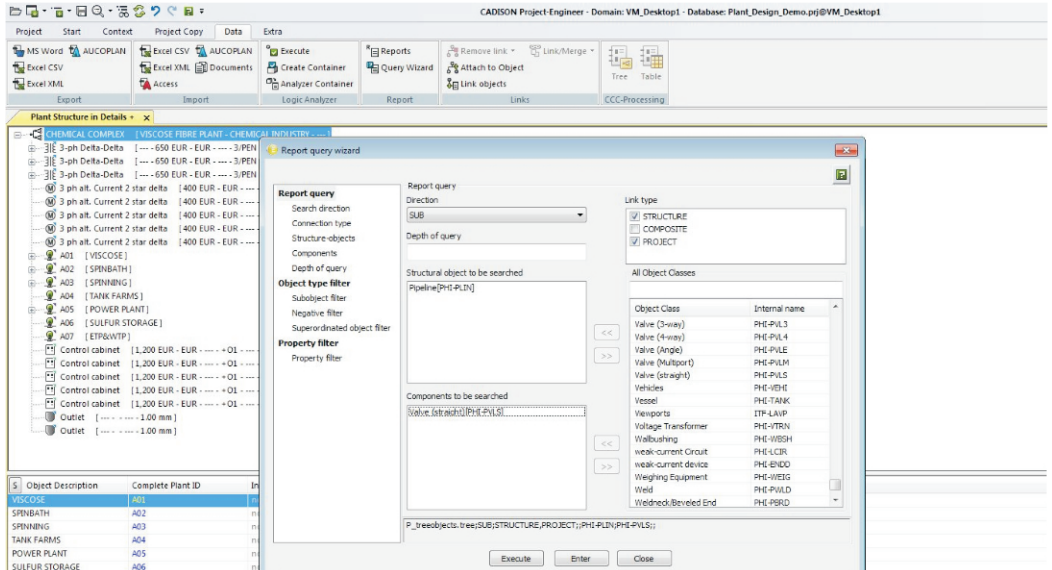 CADISON Project-Engineer - Domain: VM_Desktop1 - Database: Plant_Design_Demo.prj@VM_Desktop1
Project Start Context Project Copy Data Extra
MS Word AUCOPLAN Excel CSV AUCOPLAN Execute Reports Remove link Link/Merge
Excel CSV Excel XML Documents Create Container Query Wizard Attach to Object
Excel XML Access Analyzer Container Link objects Tree Table
Export Import Logic Analyzer Report Links CCC-Processing
Plant Structure in Details + x
CHEMICAL COMPLEX [VISCOSE FIBRE PLANT - CHEMICAL INDUSTRY - --- ]
3-ph Delta-Delta [--- - 650 EUR - EUR - --- - 3/PEN
3-ph Delta-Delta [--- - 650 EUR - EUR - --- - 3/PEN
3-ph Delta-Delta [--- - 650 EUR - EUR - --- - 3/PEN
3 ph alt. Current 2 star delta [400 EUR - EUR - ---
3 ph alt. Current 2 star delta [400 EUR - EUR - ---
3 ph alt. Current 2 star delta [400 EUR - EUR - ---
3 ph alt. Current 2 star delta [400 EUR - EUR - ---
3 ph alt. Current 2 star delta [400 EUR - EUR - ---
A01 [VISCOSE]
A02 [SPINBATH]
A03 [SPINNING]
A04 [TANK FARMS]
A05 [POWER PLANT]
A06 [SULFUR STORAGE]
A07 [ETP&WTP]
Control cabinet [1,200 EUR - EUR - --- - +O1 - ---
Control cabinet [1,200 EUR - EUR - --- - +O1 - ---
Control cabinet [1,200 EUR - EUR - --- - +O1 - ---
Control cabinet [1,200 EUR - EUR - --- - +O1 - ---
Control cabinet [1,200 EUR - EUR - --- - +O1 - ---
Outlet [--- - --- - 1.00 mm]
Outlet [--- - --- - 1.00 mm]
S Object Description Complete Plant ID In
VISCOSE A01
SPINBATH A02
SPINNING A03
TANK FARMS A04
POWER PLANT A05
SULFUR STORAGE A06
Report query wizard
Report query
Search direction
Connection type
Structure-objects
Components
Depth of query
Object type filter
Subobject filter
Negative filter
Superordinated object filter
Property filter
Property filter
Report query
Direction
SUB
Depth of query
Structural object to be searched
Pipeline[PHI-PLIN]
Components to be searched
Valve (straight)[PHI-PVLS]
<<
>>
<<
>>
Link type
STRUCTURE
COMPOSITE
PROJECT
All Object Classes
Object Class Internal name
Valve (3-way) PHI-PVL3
Valve (4-way) PHI-PVL4
Valve (Angle) PHI-PVLE
Valve (Multiport) PHI-PVLM
Valve (straight) PHI-PVLS
Vehicles PHI-VEHI
Vessel PHI-TANK
Viewports ITP-LAVP
Voltage Transformer PHI-VTRN
Wallbushing PHI-WBSH
weak-current Circuit PHI-LCIR
weak-current device PHI-ENDD
Weighing Equipment PHI-WEIG
Weld PHI-PWLD
Weldneck/Beveled End PHI-PBRD
P_treeobjects.tree;SUB;STRUCTURE,PROJECT;;PHI-PLIN;PHI-PVLS;;
Execute Enter Close